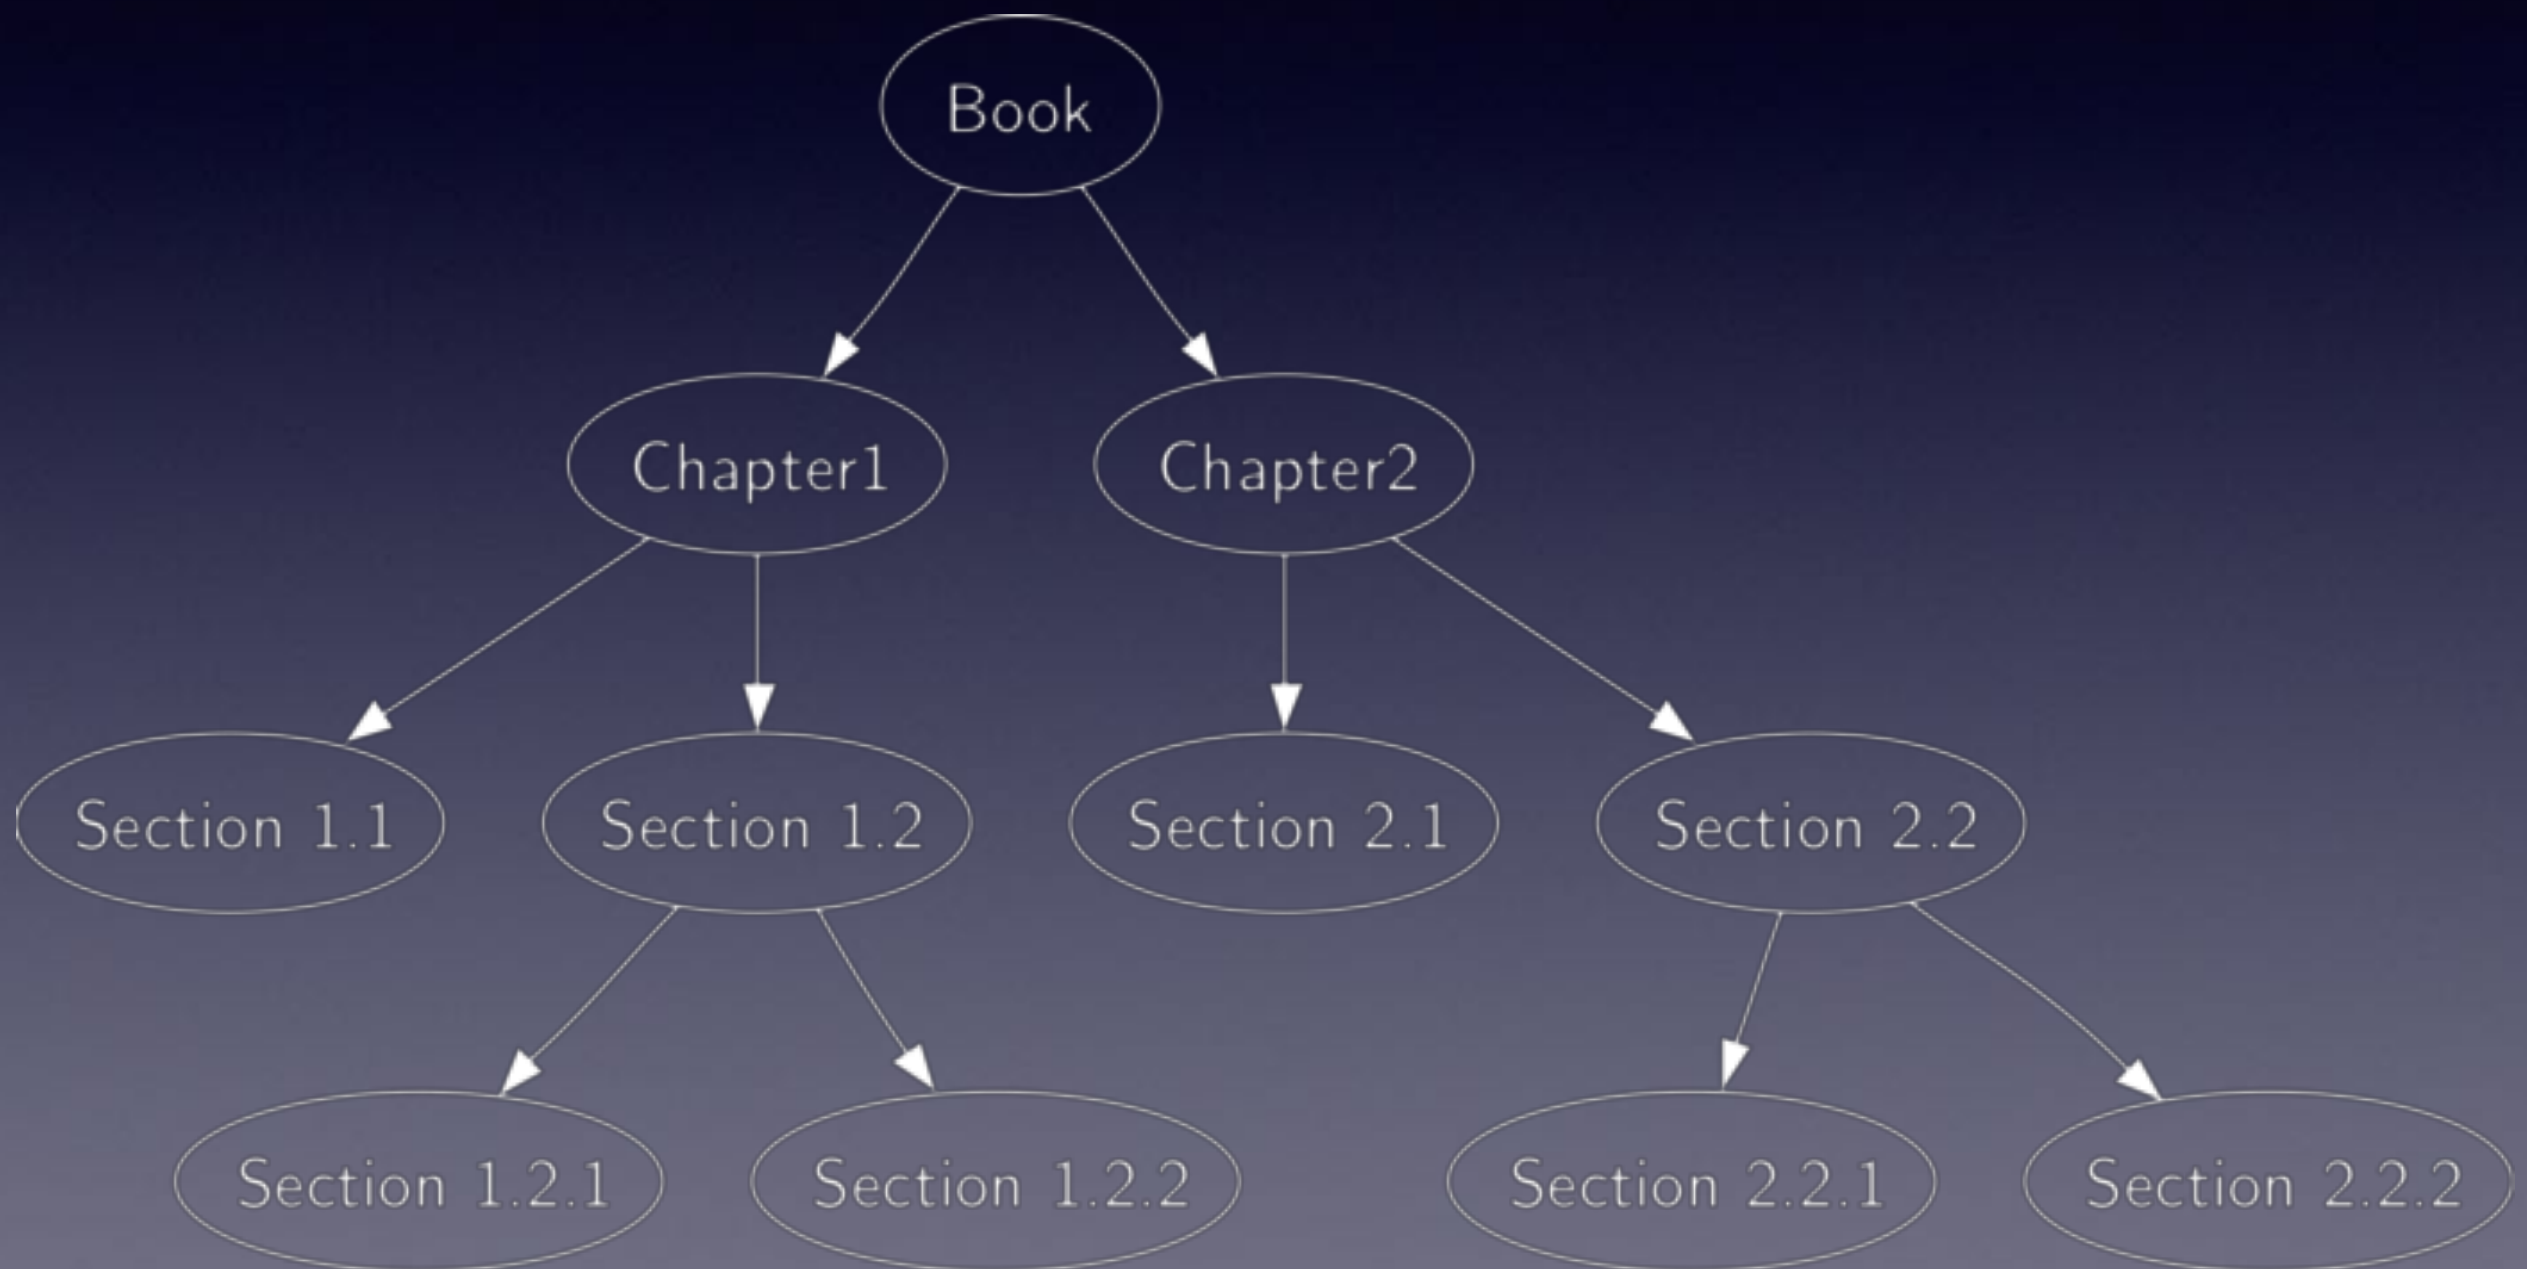 Book
Chapter1
Chapter2
Section 1.1
Section 1.2
Section 2.1
Section 2.2
Section 1.2.1
Section 1.2.2
Section 2.2.1
Section 2.2.2